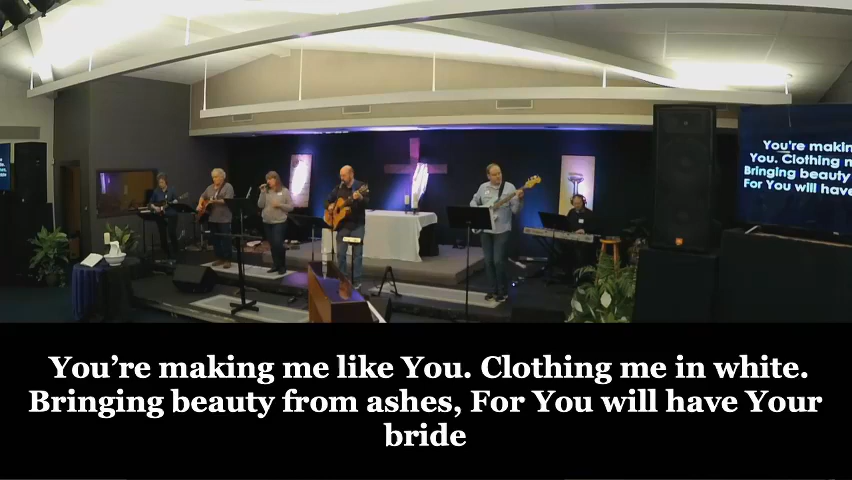 You're makin
You. Clothing
Bringing beauty
For You will have
You’re making me like You. Clothing me in white.
Bringing beauty from ashes, For You will have Your
bride